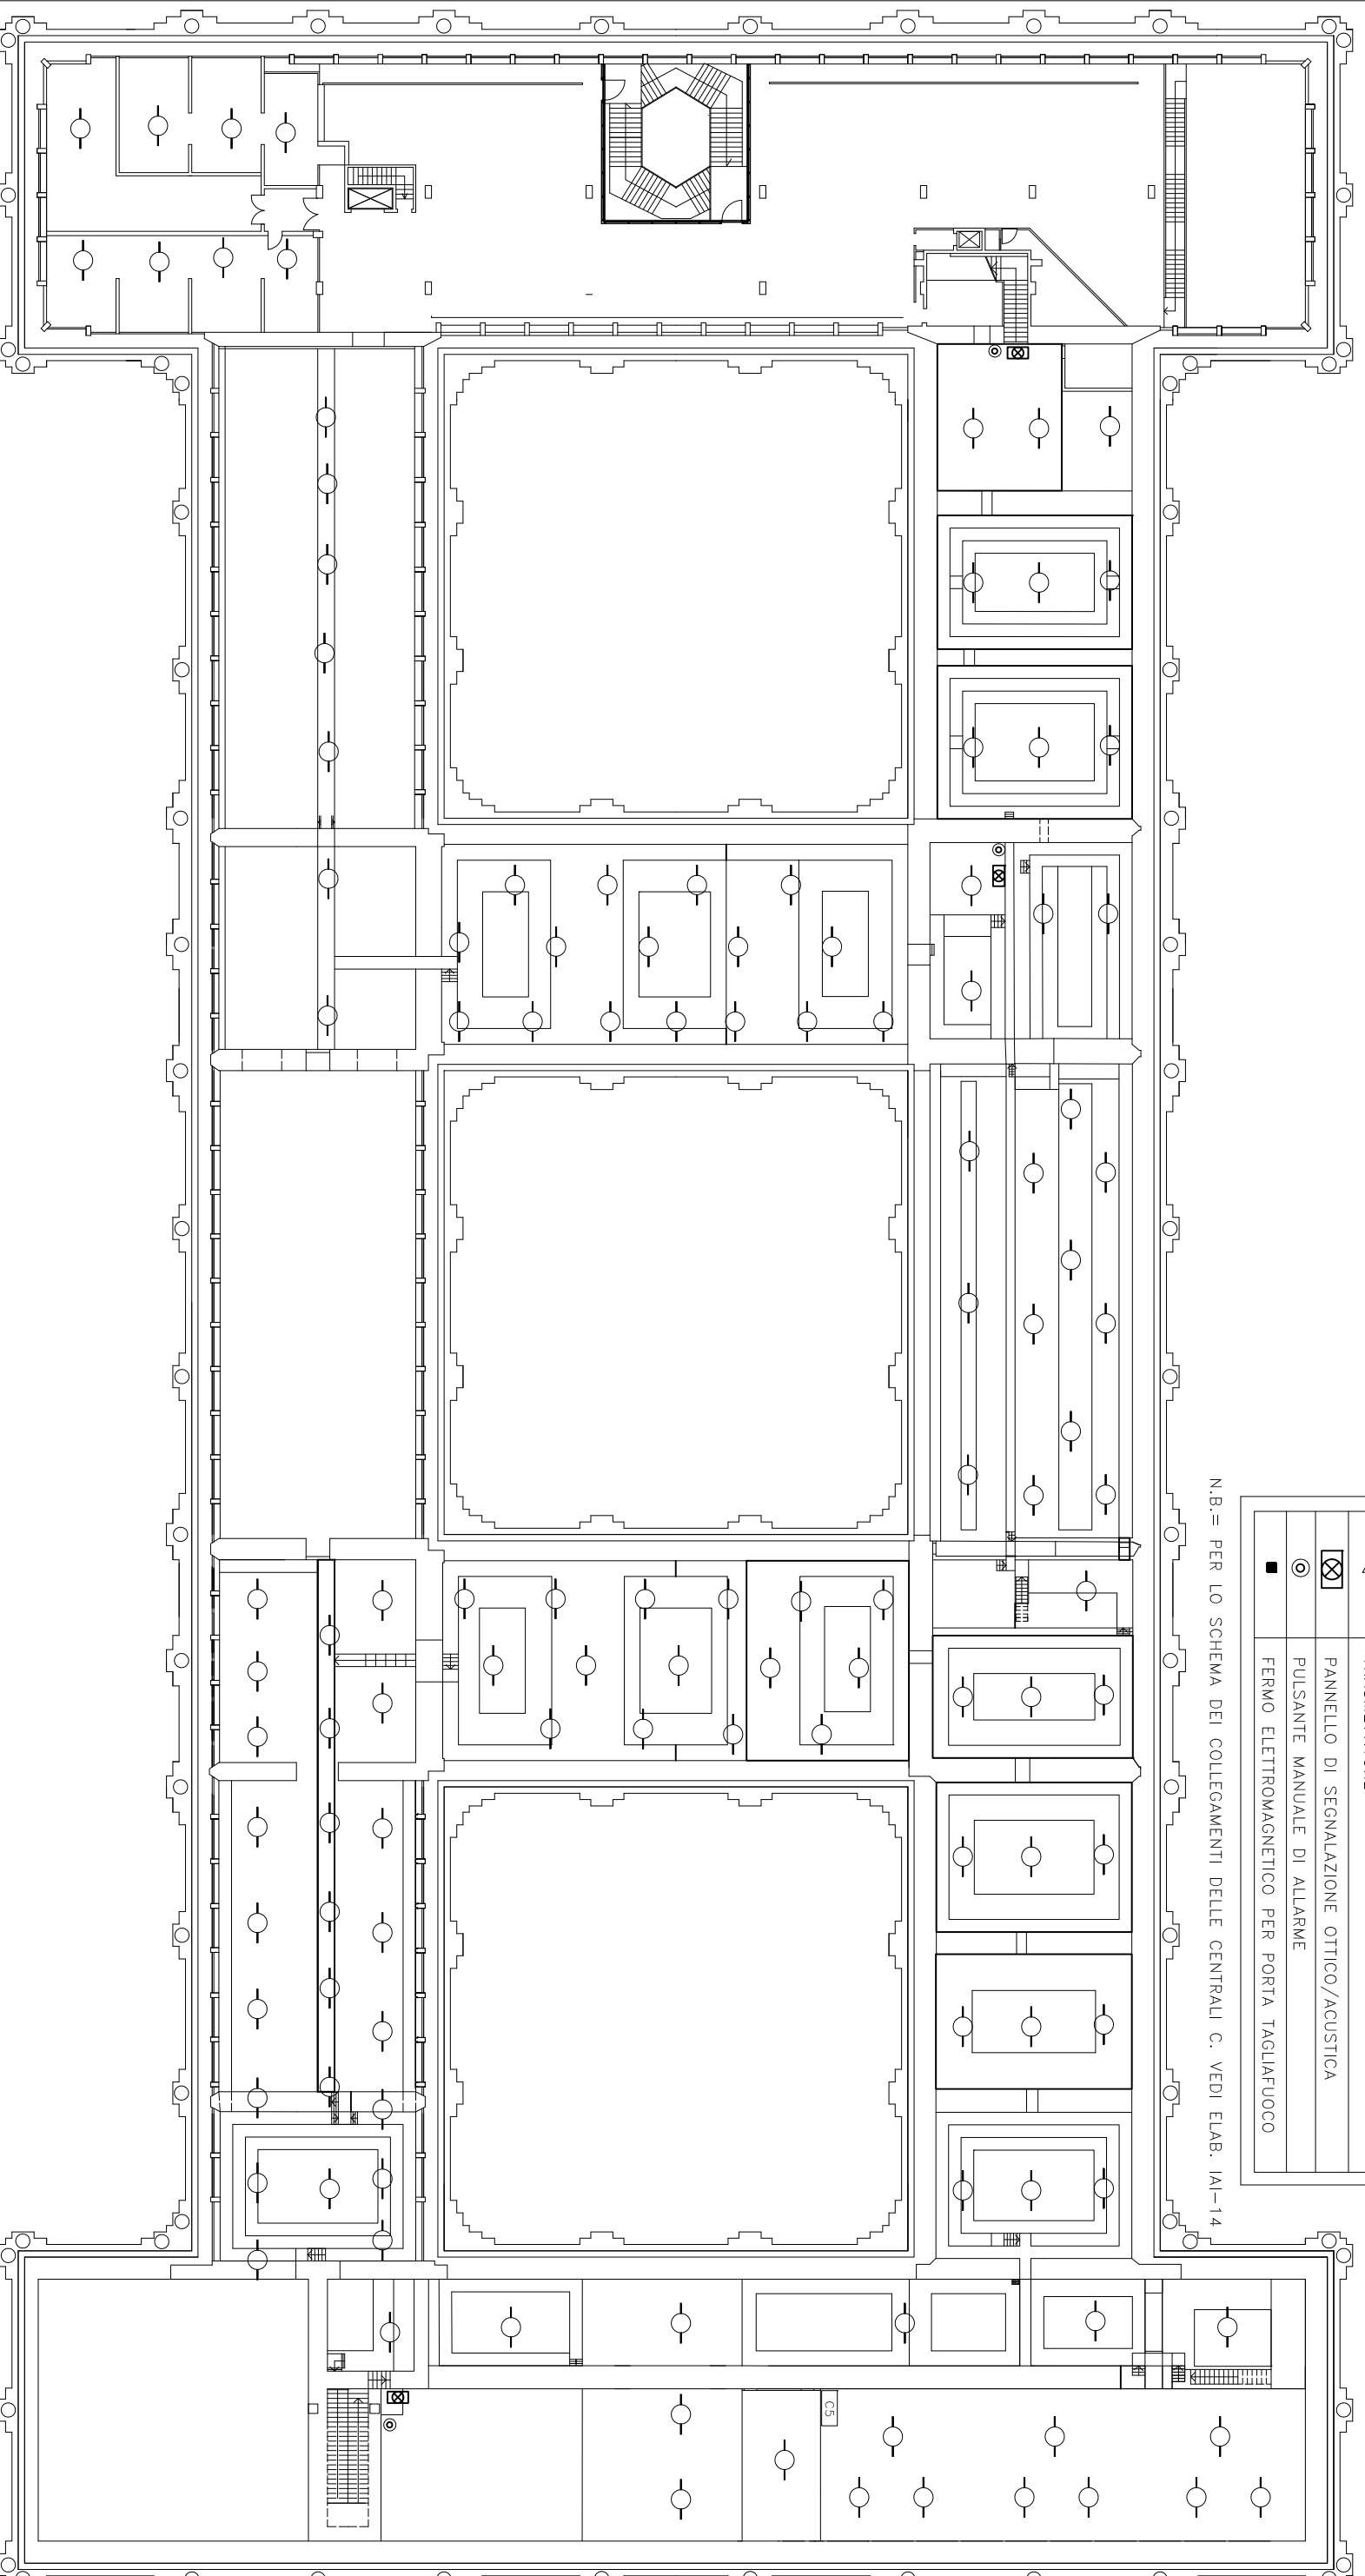 PANNELLO DI SEGNALAZIONE OTTICO/ACUSTICA
PULSANTE MANUALE DI ALLARME
FERMO ELETTROMAGNETICO PER PORTA TAGLIAFUOCO
N.B.= PER LO SCHEMA DEI COLLEGAMENTI DELLE CENTRALI C. VEDI ELAB. IAI-14
C5